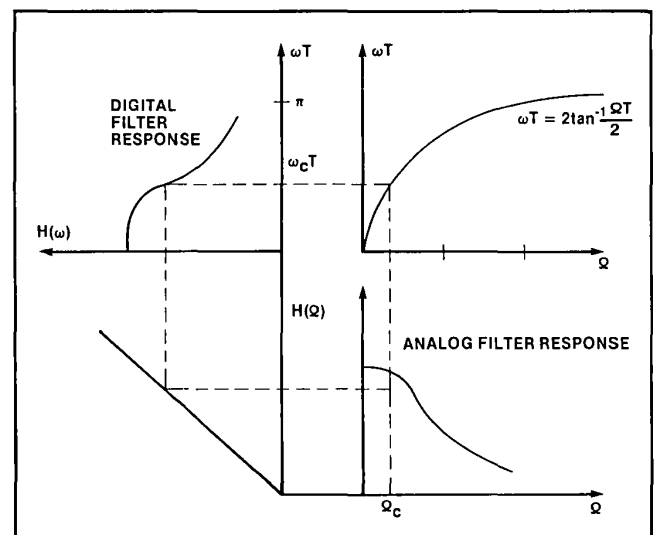 ωT
ωT
DIGITAL
FILTER
RESPONSE
π
ωT = 2tan⁻¹ ΩT/2
ω_cT
H(ω)
Ω
H(Ω)
ANALOG FILTER RESPONSE
Ω_c
Ω